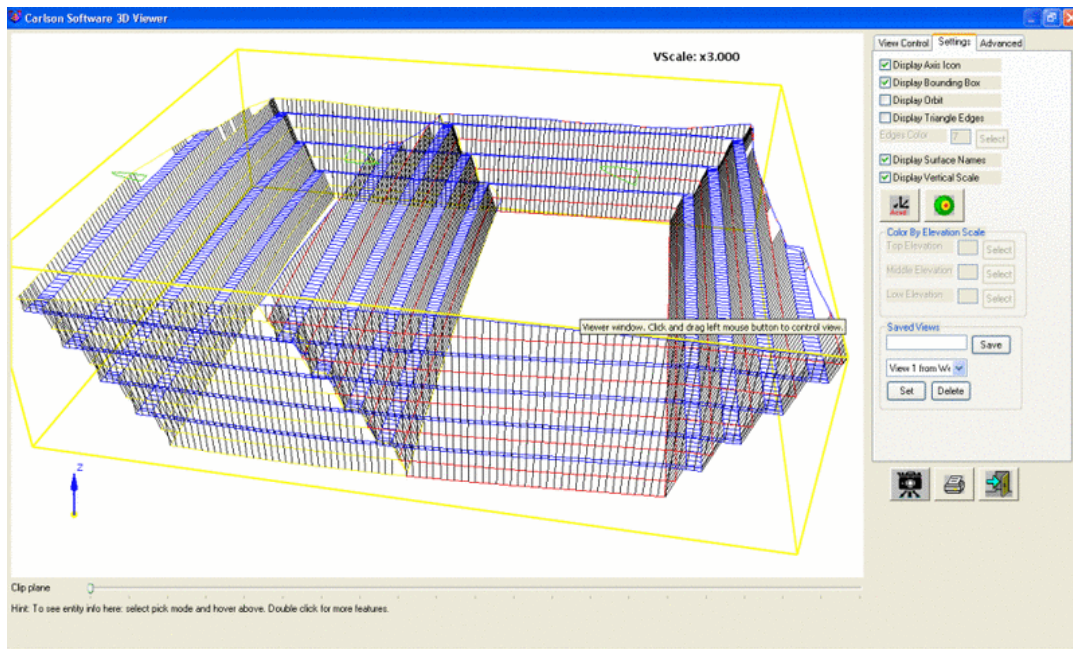 Carlson Software 3D Viewer
VScale: x3.000
View Control Settings Advanced
Display Axis Icon
Display Bounding Box
Display Orbit
Display Triangle Edges
Edges Color 7 Select
Display Surface Names
Display Vertical Scale
Color By Elevation Scale
Top Elevation Select
Middle Elevation Select
Low Elevation Select
Viewer window. Click and drag left mouse button to control view.
Saved Views
Save
View 1 from We
Set Delete
Z
Clip plane
Hint: To see entity info here: select pick mode and hover above. Double click for more features.